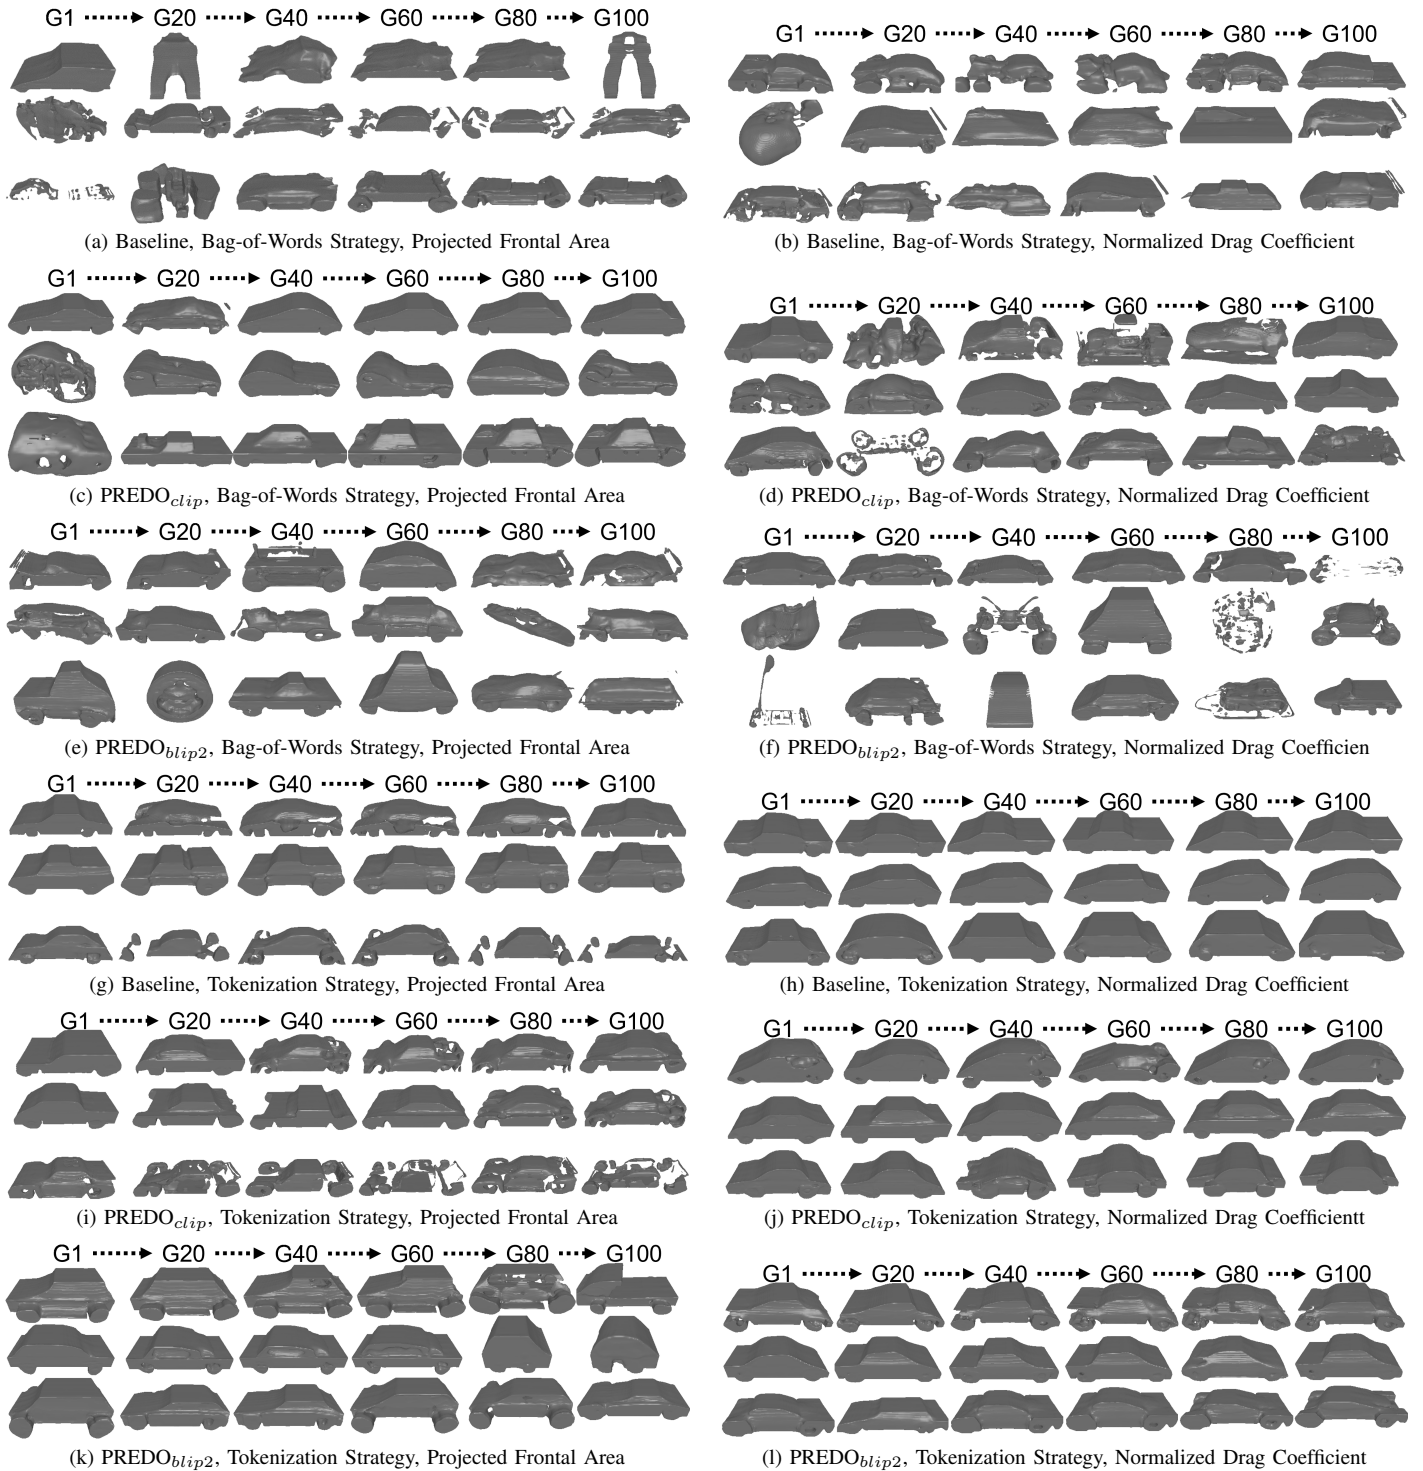 G1 G20 G40 G60 G80 G100
(a) Baseline, Bag-of-Words Strategy, Projected Frontal Area
G1 G20 G40 G60 G80 G100
(b) Baseline, Bag-of-Words Strategy, Normalized Drag Coefficient
G1 G20 G40 G60 G80 G100
(c) PREDOclip, Bag-of-Words Strategy, Projected Frontal Area
G1 G20 G40 G60 G80 G100
(d) PREDOclip, Bag-of-Words Strategy, Normalized Drag Coefficient
G1 G20 G40 G60 G80 G100
(e) PREDOblip2, Bag-of-Words Strategy, Projected Frontal Area
G1 G20 G40 G60 G80 G100
(f) PREDOblip2, Bag-of-Words Strategy, Normalized Drag Coefficien
G1 G20 G40 G60 G80 G100
(g) Baseline, Tokenization Strategy, Projected Frontal Area
G1 G20 G40 G60 G80 G100
(h) Baseline, Tokenization Strategy, Normalized Drag Coefficient
G1 G20 G40 G60 G80 G100
(i) PREDOclip, Tokenization Strategy, Projected Frontal Area
G1 G20 G40 G60 G80 G100
(j) PREDOclip, Tokenization Strategy, Normalized Drag Coefficientt
G1 G20 G40 G60 G80 G100
(k) PREDOblip2, Tokenization Strategy, Projected Frontal Area
G1 G20 G40 G60 G80 G100
(l) PREDOblip2, Tokenization Strategy, Normalized Drag Coefficient